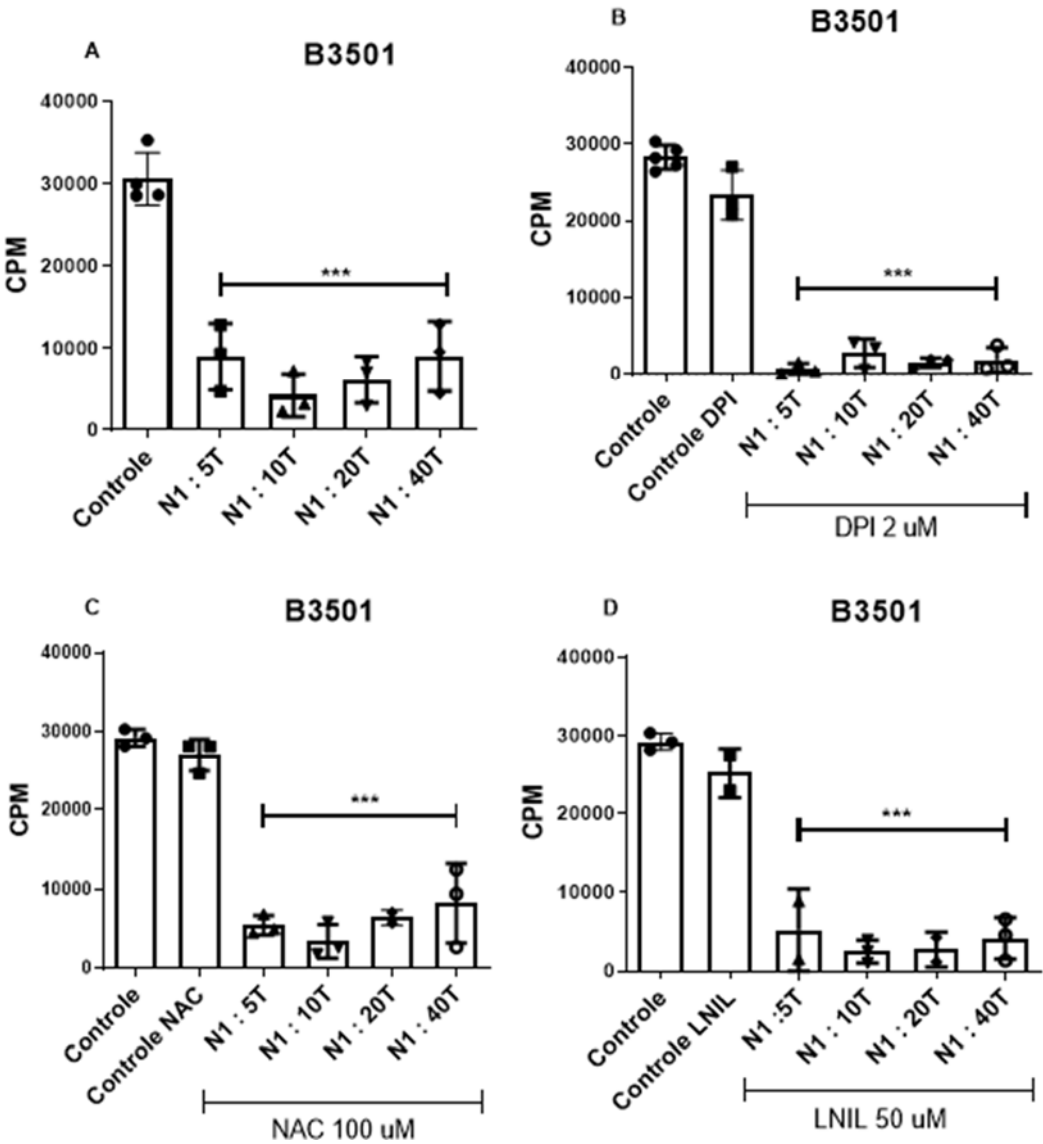 A
B3501
CPM
40000
30000
20000
10000
0
***
Controle
N1 : 5T
N1 : 10T
N1 : 20T
N1 : 40T
B
B3501
CPM
40000
30000
20000
10000
0
***
Controle
Controle DPI
N1 : 5T
N1 : 10T
N1 : 20T
N1 : 40T
DPI 2 uM
C
B3501
CPM
40000
30000
20000
10000
0
***
Controle
Controle NAC
N1 : 5T
N1 : 10T
N1 : 20T
N1 : 40T
NAC 100 uM
D
B3501
CPM
40000
30000
20000
10000
0
***
Controle
Controle LNIL
N1 :5T
N1 : 10T
N1 : 20T
N1 : 40T
LNIL 50 uM